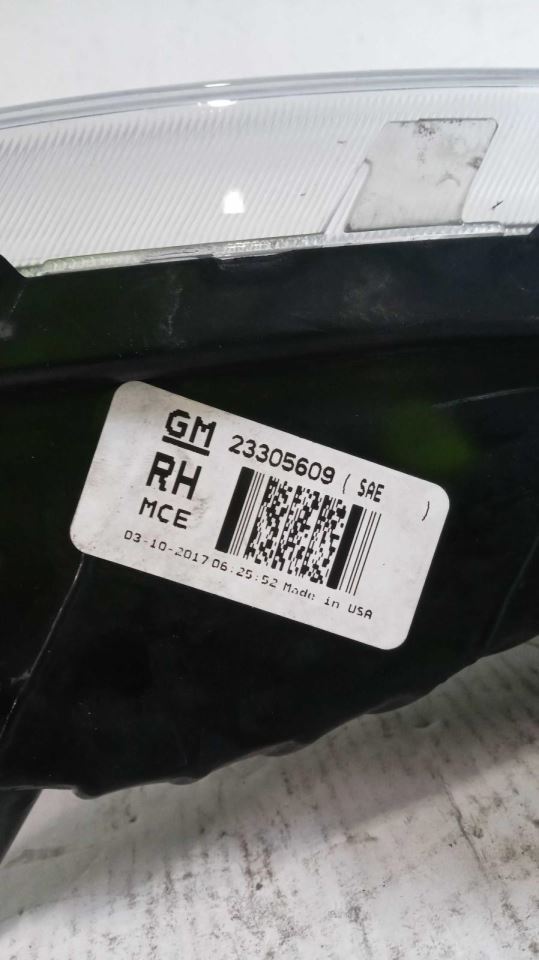 GM 23305609 ( SAE )
RH
MCE
03-10-2017 06:25:52 Made in USA